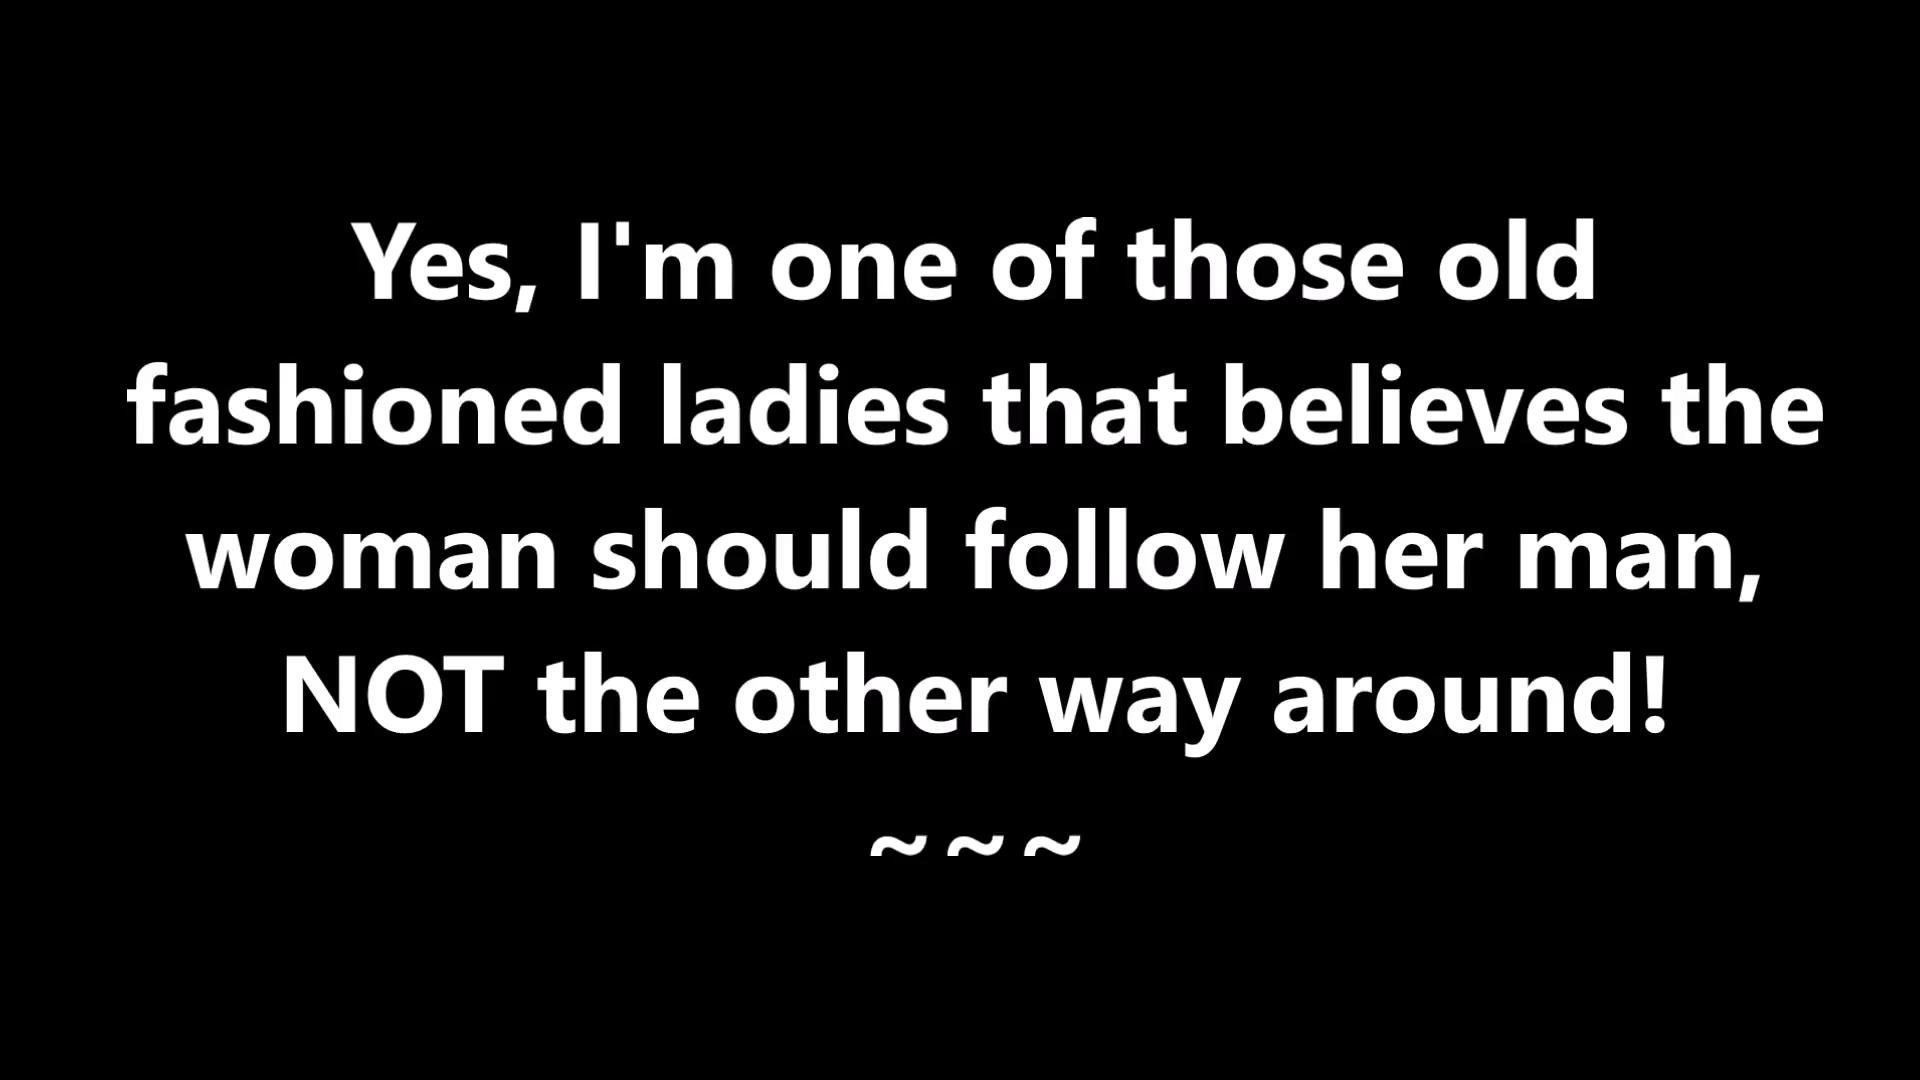 Yes, I'm one of those old
fashioned ladies that believes the
woman should follow her man,
NOT the other way around!
~ ~ ~